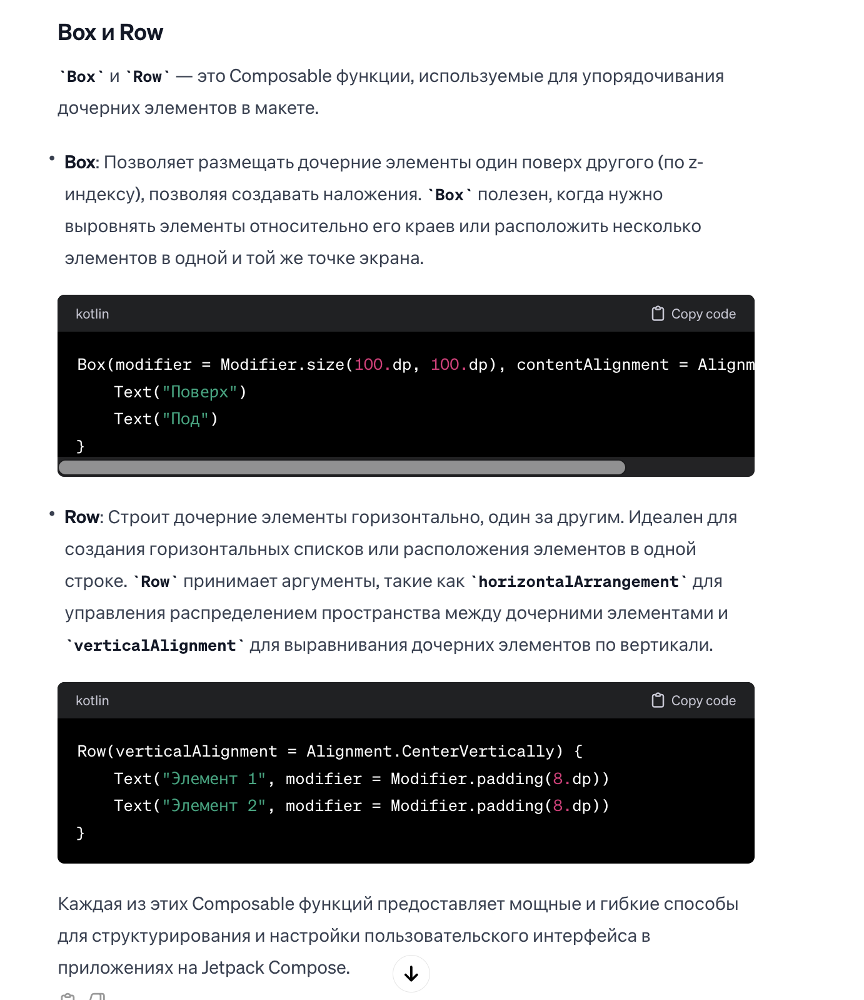 Box и Row
`Box` и `Row` — это Composable функции, используемые для упорядочивания
дочерних элементов в макете.
• Box: Позволяет размещать дочерние элементы один поверх другого (по z-
индексу), позволяя создавать наложения. `Box` полезен, когда нужно
выровнять элементы относительно его краев или расположить несколько
элементов в одной и той же точке экрана.
kotlin Copy code
Box(modifier = Modifier.size(100.dp, 100.dp), contentAlignment = Alignm
    Text("Поверх")
    Text("Под")
}
• Row: Строит дочерние элементы горизонтально, один за другим. Идеален для
создания горизонтальных списков или расположения элементов в одной
строке. `Row` принимает аргументы, такие как `horizontalArrangement` для
управления распределением пространства между дочерними элементами и
`verticalAlignment` для выравнивания дочерних элементов по вертикали.
kotlin Copy code
Row(verticalAlignment = Alignment.CenterVertically) {
    Text("Элемент 1", modifier = Modifier.padding(8.dp))
    Text("Элемент 2", modifier = Modifier.padding(8.dp))
}
Каждая из этих Composable функций предоставляет мощные и гибкие способы
для структурирования и настройки пользовательского интерфейса в
приложениях на Jetpack Compose.